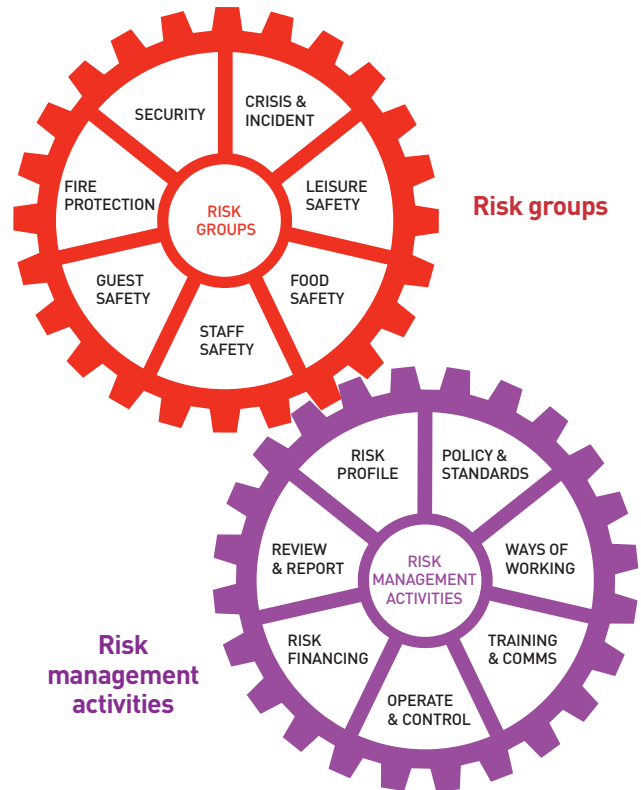 SECURITY
CRISIS &
INCIDENT
FIRE
PROTECTION
LEISURE
SAFETY
RISK
GROUPS
Risk groups
GUEST
SAFETY
FOOD
SAFETY
STAFF
SAFETY
RISK
PROFILE
POLICY &
STANDARDS
REVIEW
& REPORT
WAYS OF
WORKING
RISK
MANAGEMENT
ACTIVITIES
Risk
management
activities
RISK
FINANCING
TRAINING
& COMMS
OPERATE
& CONTROL